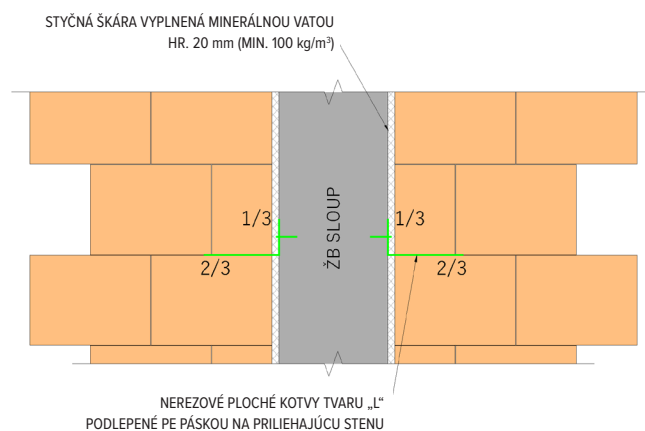 STYČNÁ ŠKÁRA VYPLNENÁ MINERÁLNOU VATOU
HR. 20 mm (MIN. 100 kg/m³)
1/3
ŽB SLOUP
1/3
2/3
2/3
NEREZOVÉ PLOCHÉ KOTVY TVARU „L“
PODLEPENÉ PE PÁSKOU NA PRILIEHAJÚCU STENU